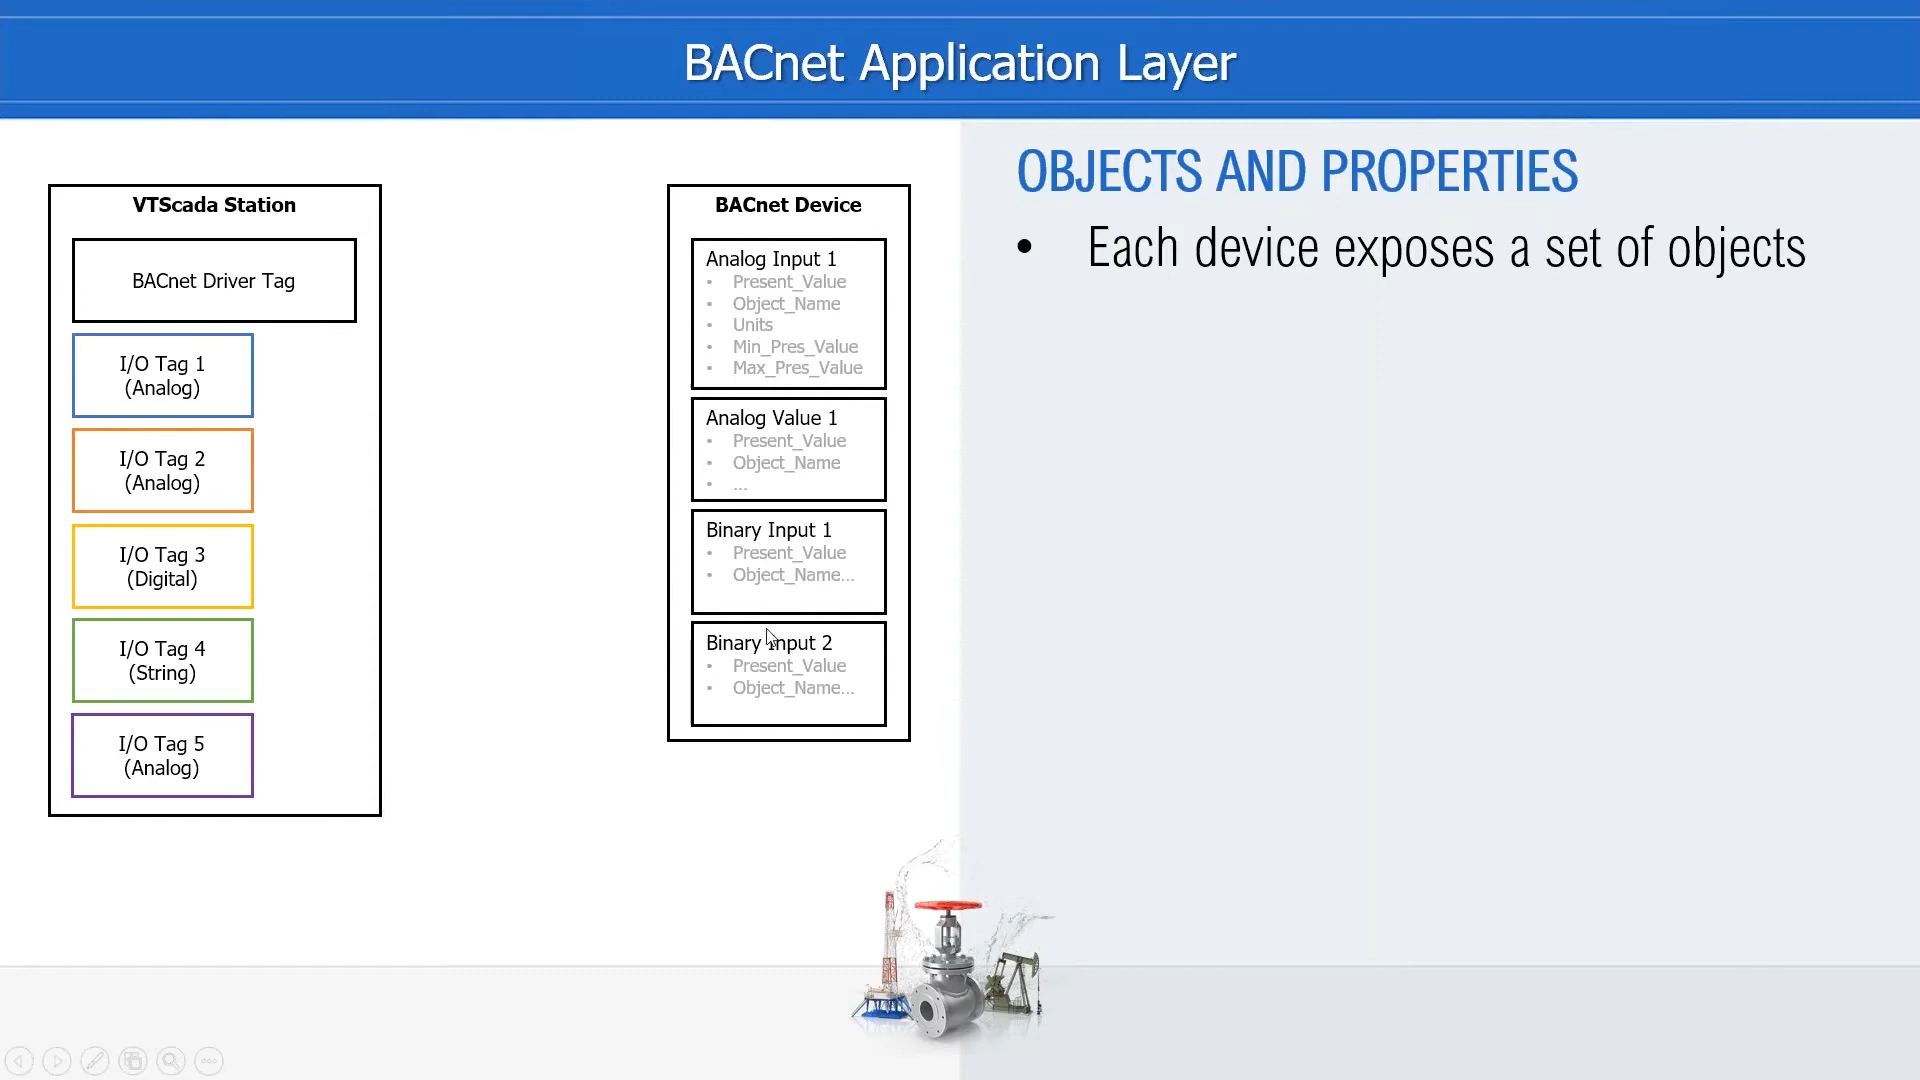 BACnet Application Layer
VTScada Station
BACnet Driver Tag
I/O Tag 1
(Analog)
I/O Tag 2
(Analog)
I/O Tag 3
(Digital)
I/O Tag 4
(String)
I/O Tag 5
(Analog)
BACnet Device
Analog Input 1
• Present_Value
• Object_Name
• Units
• Min_Pres_Value
• Max_Pres_Value
Analog Value 1
• Present_Value
• Object_Name
• ...
Binary Input 1
• Present_Value
• Object_Name...
Binary Input 2
• Present_Value
• Object_Name...
OBJECTS AND PROPERTIES
• Each device exposes a set of objects